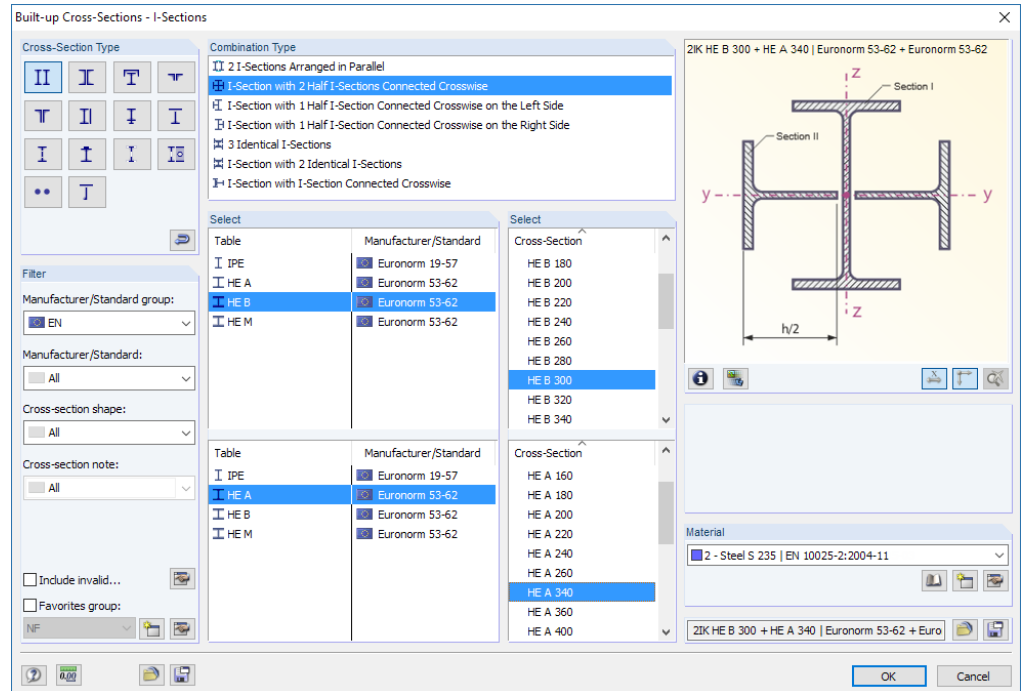 Built-up Cross-Sections - I-Sections
Cross-Section Type
Combination Type
2 I-Sections Arranged in Parallel
I-Section with 2 Half I-Sections Connected Crosswise
I-Section with 1 Half I-Section Connected Crosswise on the Left Side
I-Section with 1 Half I-Section Connected Crosswise on the Right Side
3 Identical I-Sections
I-Section with 2 Identical I-Sections
I-Section with I-Section Connected Crosswise
2IK HE B 300 + HE A 340 | Euronorm 53-62 + Euronorm 53-62
z
Section I
Section II
y
y
z
h/2
Filter
Manufacturer/Standard group:
EN
Manufacturer/Standard:
All
Cross-section shape:
All
Cross-section note:
All
Include invalid...
Favorites group:
NF
Select
Table Manufacturer/Standard
IPE Euronorm 19-57
HE A Euronorm 53-62
HE B Euronorm 53-62
HE M Euronorm 53-62
Select
Cross-Section
HE B 180
HE B 200
HE B 220
HE B 240
HE B 260
HE B 280
HE B 300
HE B 320
HE B 340
Table Manufacturer/Standard
IPE Euronorm 19-57
HE A Euronorm 53-62
HE B Euronorm 53-62
HE M Euronorm 53-62
Cross-Section
HE A 160
HE A 180
HE A 200
HE A 220
HE A 240
HE A 260
HE A 340
HE A 360
HE A 400
Material
2 - Steel S 235 | EN 10025-2:2004-11
2IK HE B 300 + HE A 340 | Euronorm 53-62 + Euro
0.00
OK
Cancel